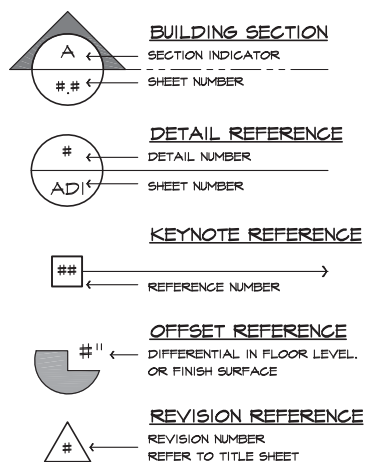 BUILDING SECTION
A
SECTION INDICATOR
#.#
SHEET NUMBER
DETAIL REFERENCE
#
DETAIL NUMBER
AD1
SHEET NUMBER
KEYNOTE REFERENCE
##
REFERENCE NUMBER
OFFSET REFERENCE
#"
DIFFERENTIAL IN FLOOR LEVEL.
OR FINISH SURFACE
REVISION REFERENCE
REVISION NUMBER
#
REFER TO TITLE SHEET